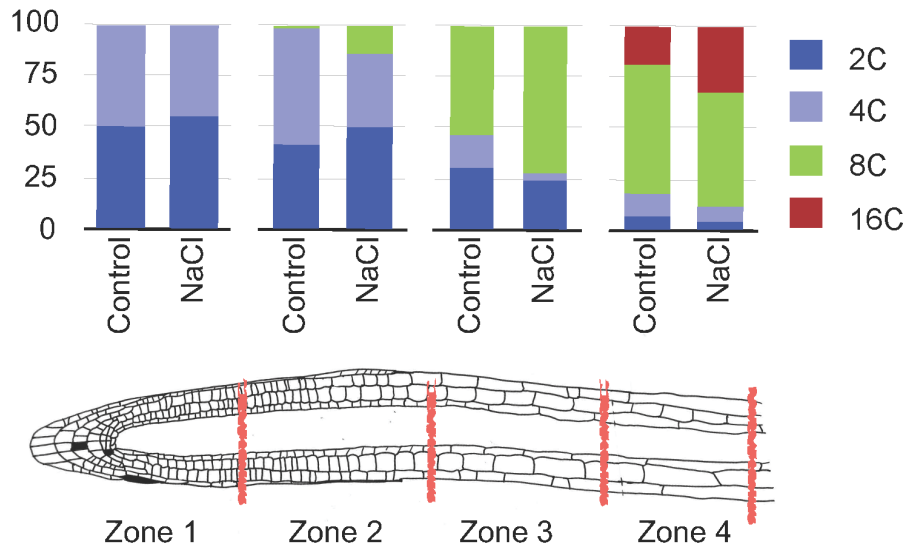 100
75
50
25
0
Control
NaCl
Control
NaCl
Control
NaCl
Control
NaCl
2C
4C
8C
16C
Zone 1
Zone 2
Zone 3
Zone 4